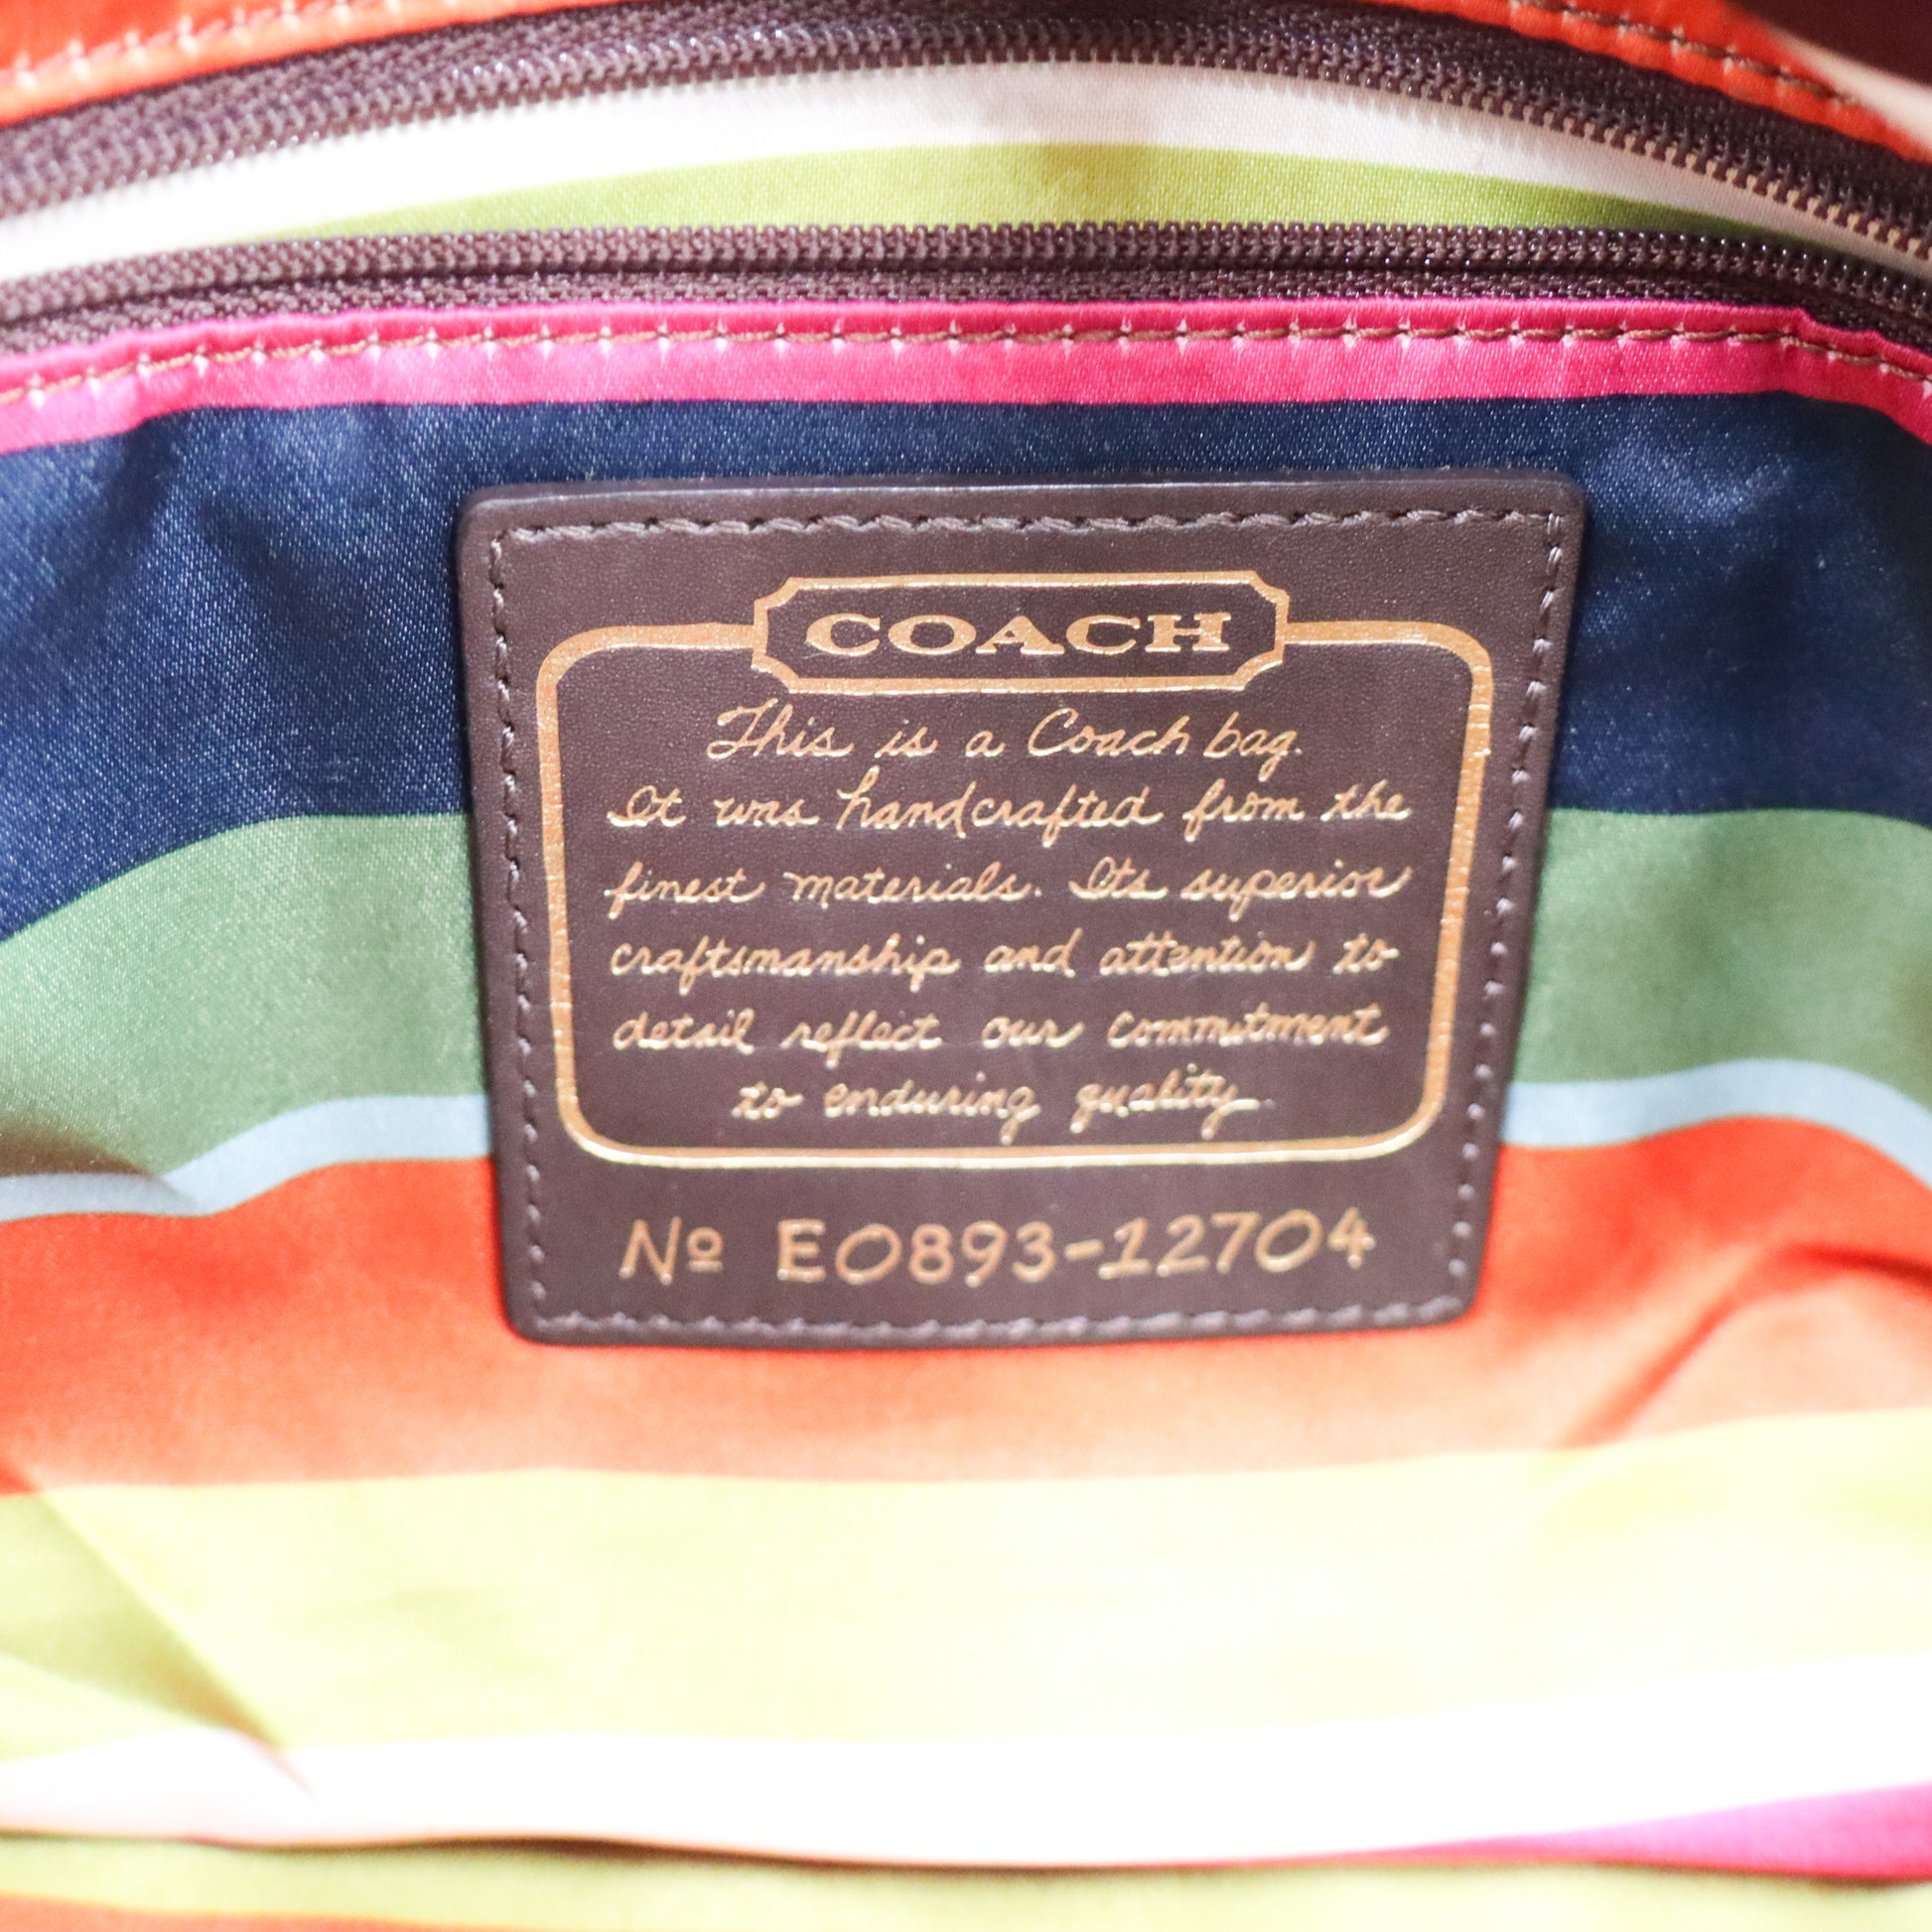 COACH
This is a Coach bag.
It was handcrafted from the
finest materials. Its superior
craftsmanship and attention to
detail reflect our commitment
to enduring quality.
Nº E0893-12704